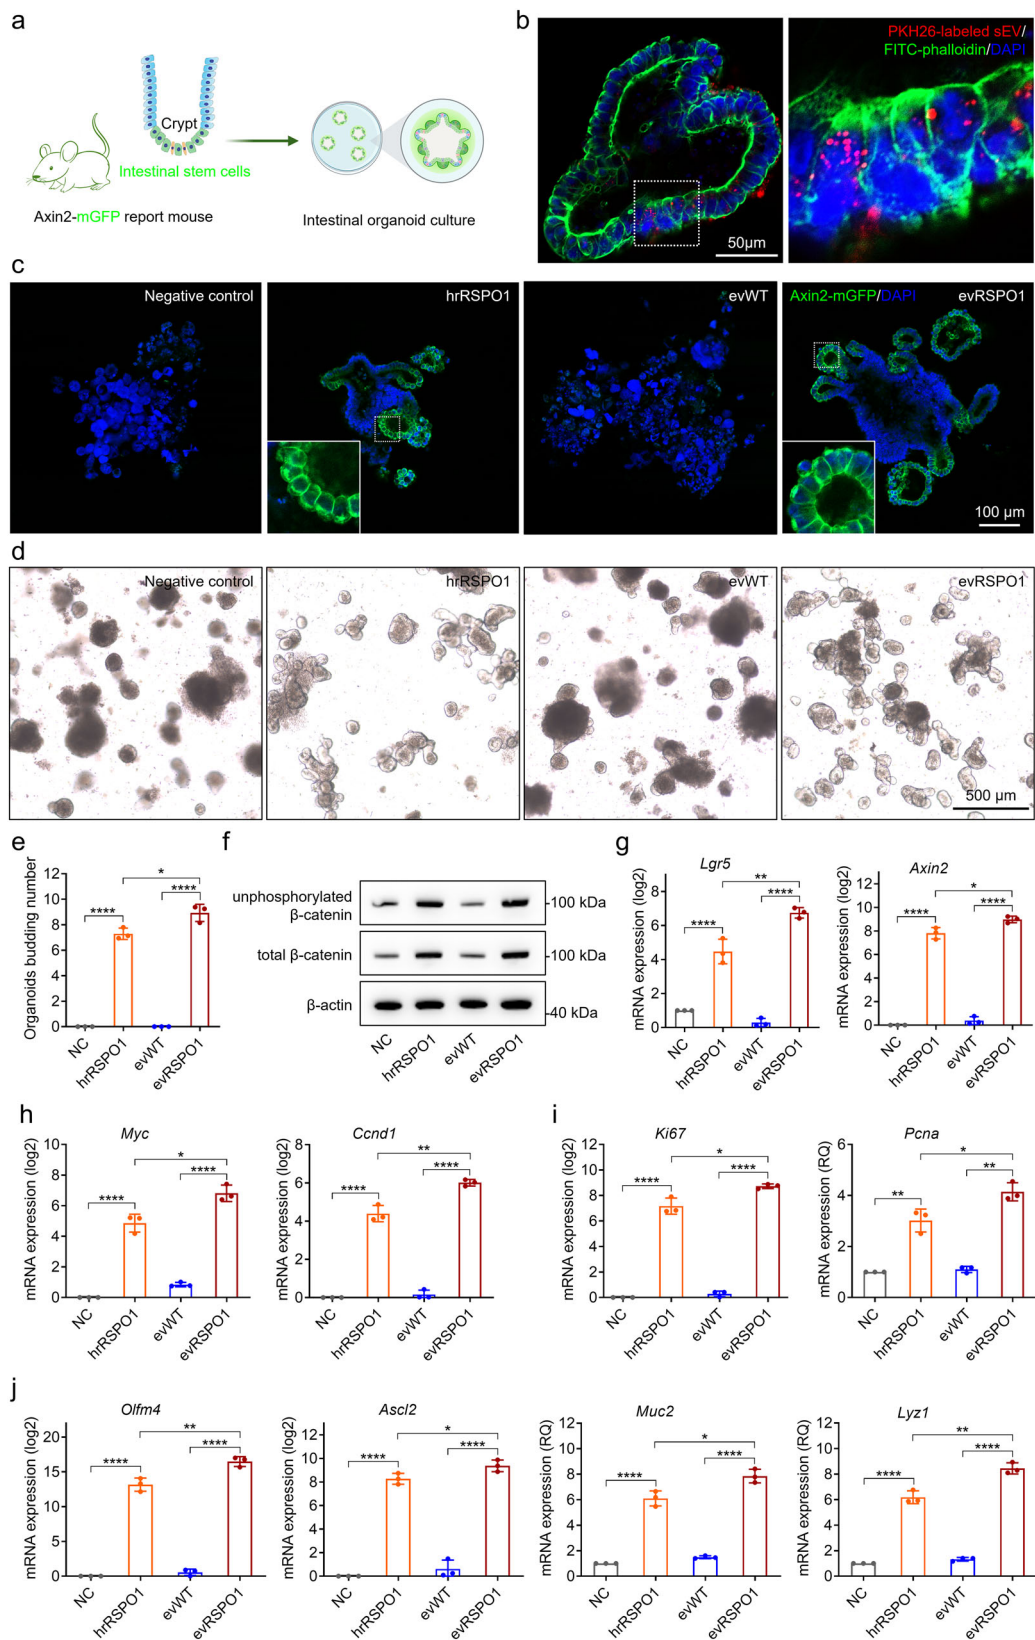 a
Crypt
Intestinal stem cells
Axin2-mGFP report mouse
Intestinal organoid culture
b
PKH26-labeled sEV/
FITC-phalloidin/DAPI
50μm
c
Negative control
hrRSPO1
evWT
Axin2-mGFP/DAPI
evRSPO1
100 μm
d
Negative control
hrRSPO1
evWT
evRSPO1
500 μm
e
Organoids budding number
12
10
8
6
4
2
0
*
****
****
NC
hrRSPO1
evWT
evRSPO1
f
unphosphorylated
β-catenin
-100 kDa
total β-catenin
-100 kDa
β-actin
-40 kDa
NC
hrRSPO1
evWT
evRSPO1
g
Lgr5
mRNA expression (log2)
8
6
4
2
0
**
****
****
NC
hrRSPO1
evWT
evRSPO1
Axin2
mRNA expression (log2)
12
10
8
6
4
2
0
*
****
****
NC
hrRSPO1
evWT
evRSPO1
h
Myc
mRNA expression (log2)
10
8
6
4
2
0
*
****
****
NC
hrRSPO1
evWT
evRSPO1
Ccnd1
mRNA expression (log2)
8
6
4
2
0
**
****
****
NC
hrRSPO1
evWT
evRSPO1
i
Ki67
mRNA expression (log2)
12
10
8
6
4
2
0
*
****
****
NC
hrRSPO1
evWT
evRSPO1
Pcna
mRNA expression (RQ)
6
4
2
0
*
**
**
NC
hrRSPO1
evWT
evRSPO1
j
Olfm4
mRNA expression (log2)
20
15
10
5
0
**
****
****
NC
hrRSPO1
evWT
evRSPO1
Ascl2
mRNA expression (log2)
12
10
8
6
4
2
0
*
****
****
NC
hrRSPO1
evWT
evRSPO1
Muc2
mRNA expression (RQ)
12
10
8
6
4
2
0
*
****
****
NC
hrRSPO1
evWT
evRSPO1
Lyz1
mRNA expression (RQ)
12
10
8
6
4
2
0
**
****
****
NC
hrRSPO1
evWT
evRSPO1